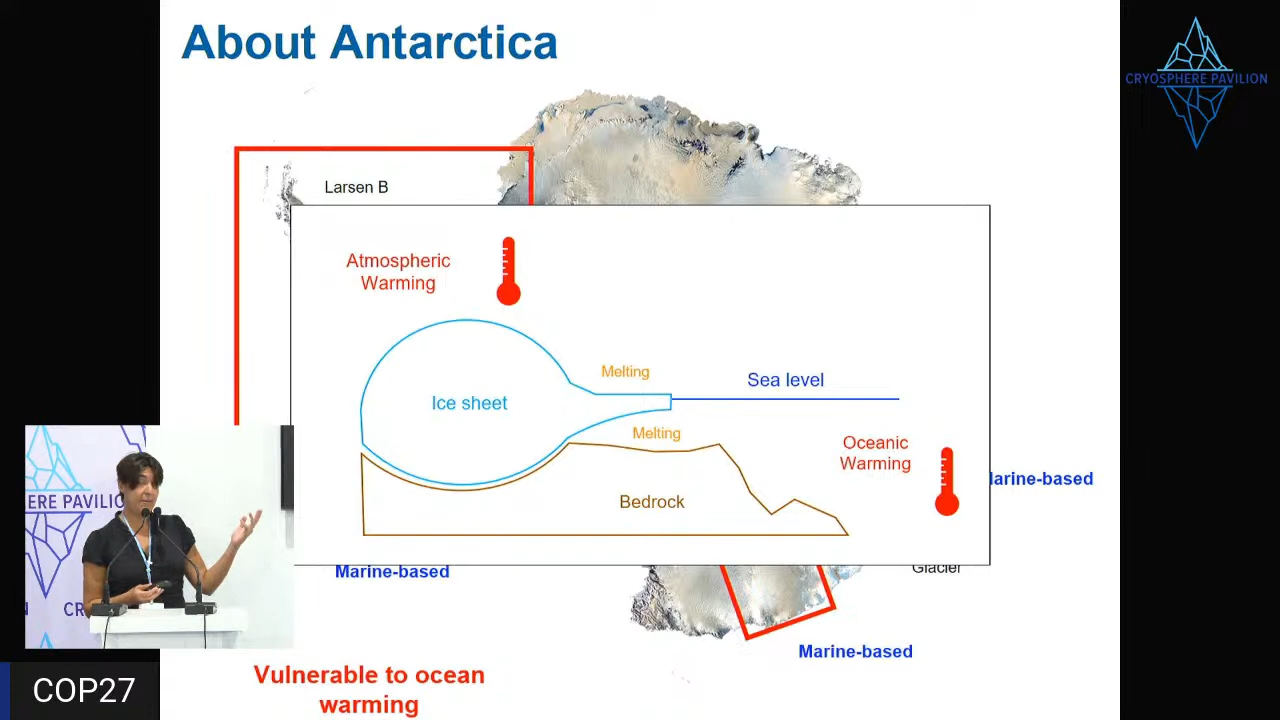 About Antarctica
CRYOSPHERE PAVILION
Larsen B
Atmospheric
Warming
Melting
Sea level
Ice sheet
Melting
Oceanic
Warming
arine-based
Bedrock
ERE PAVILIO
Glacier
Marine-based
CR
Marine-based
Vulnerable to ocean
warming
COP27